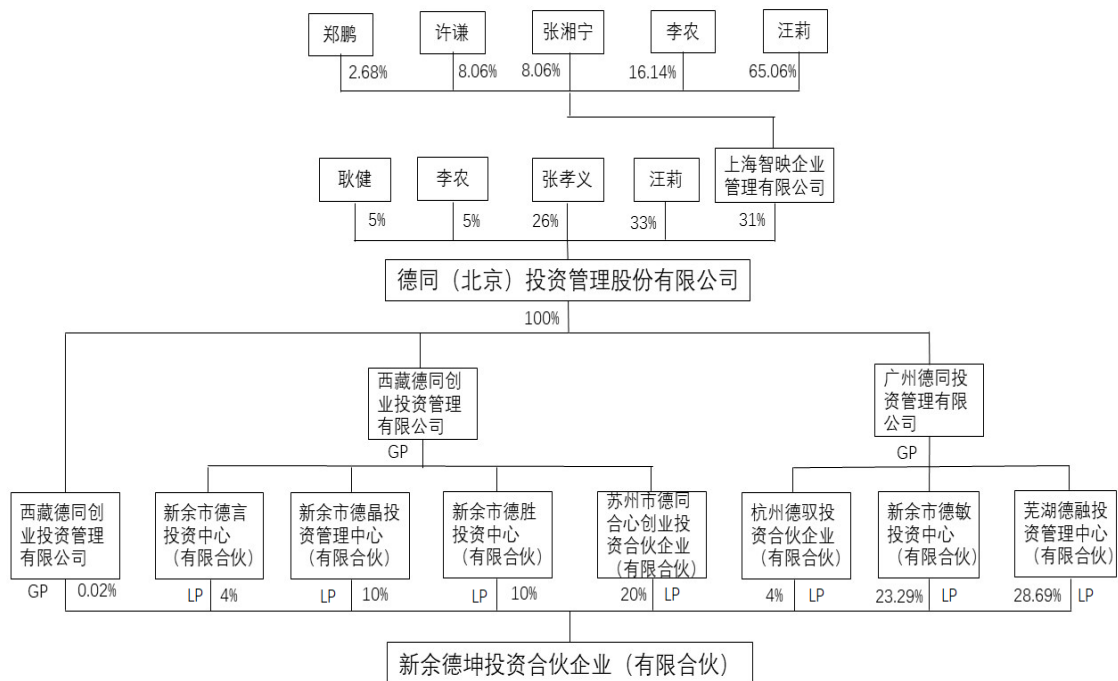 郑鹏
许谦
张湘宁
李农
汪莉
2.68%
8.06%
8.06%
16.14%
65.06%
耿健
李农
张孝义
汪莉
上海智映企业
管理有限公司
5%
5%
26%
33%
31%
德同（北京）投资管理股份有限公司
100%
西藏德同创
业投资管理
有限公司
广州德同投
资管理有限
公司
GP
GP
西藏德同创
业投资管理
有限公司
新余市德言
投资中心
（有限合伙）
新余市德晶投
资管理中心
（有限合伙）
新余市德胜
投资中心
（有限合伙）
苏州市德同
合心创业投
资合伙企业
（有限合伙）
杭州德驭投
资合伙企业
（有限合伙）
新余市德敏
投资中心
（有限合伙）
芜湖德融投
资管理中心
（有限合伙）
GP 0.02%
LP 4%
LP 10%
LP 10%
20% LP
4% LP
23.29% LP
28.69% LP
新余德坤投资合伙企业（有限合伙）